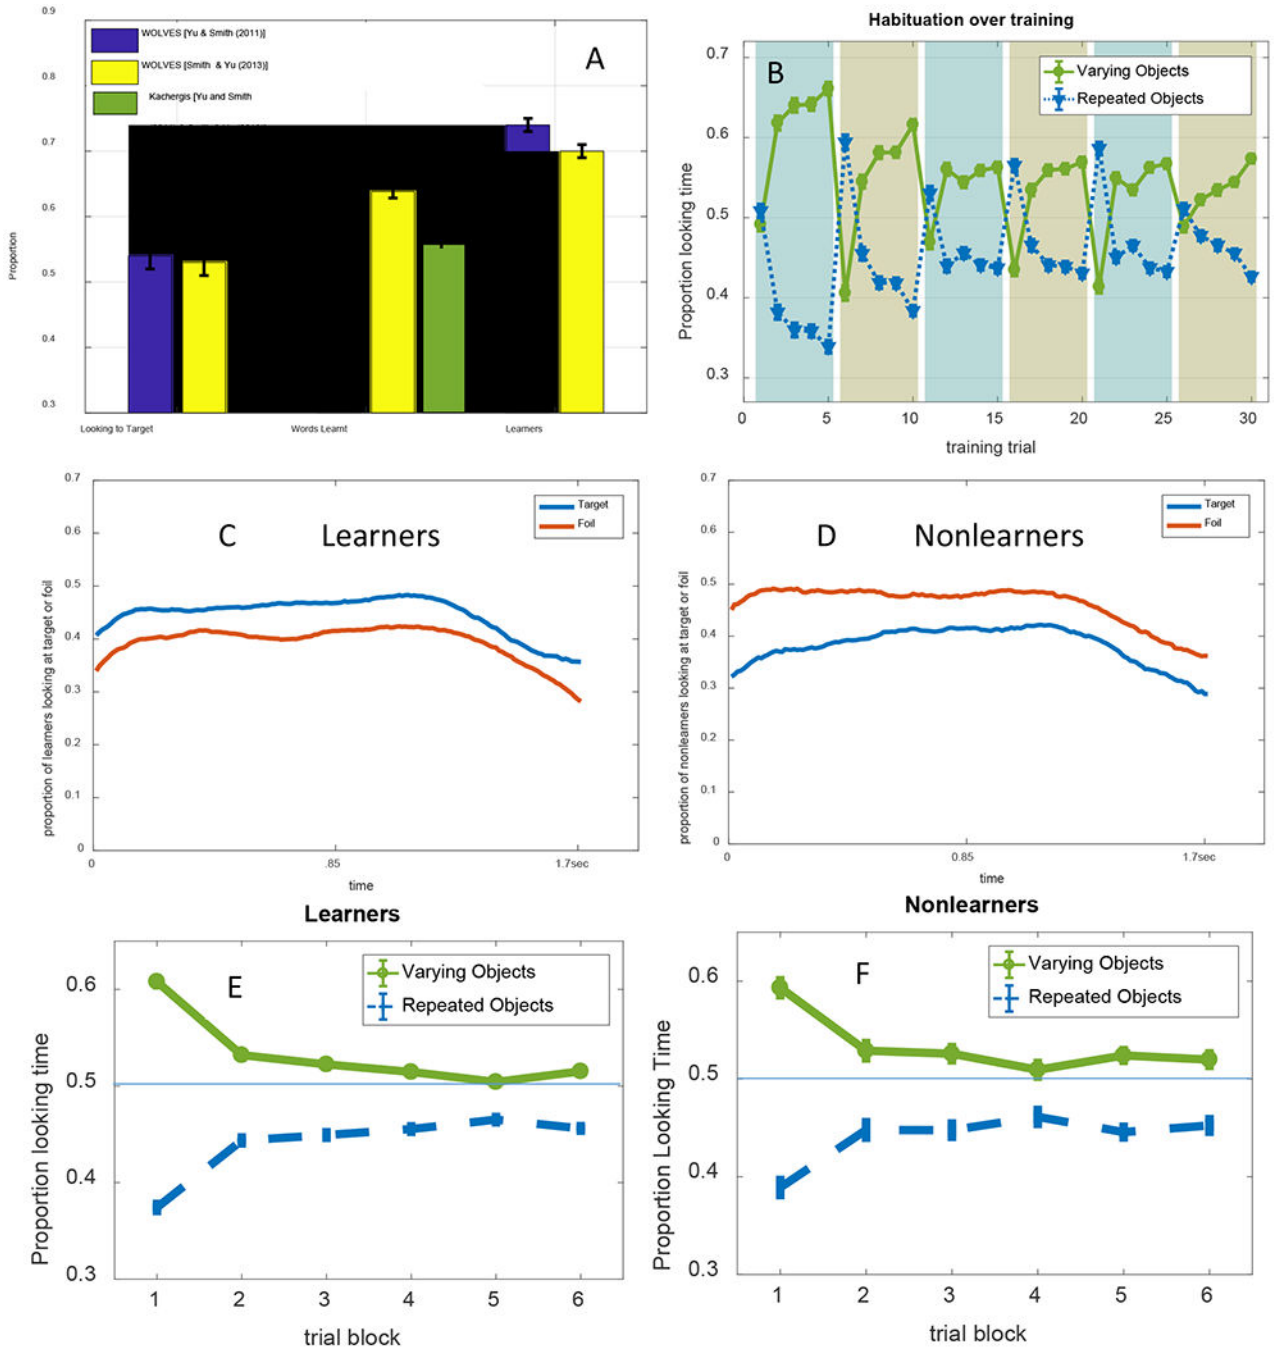 0.9
0.8
0.7
0.6
0.5
0.4
0.3
Proportion
WOLVES [Yu & Smith (2011)]
WOLVES [Smith & Yu (2013)]
Kachergis [Yu and Smith
A
Looking to Target
Words Learnt
Learners
Habituation over training
B
Varying Objects
Repeated Objects
0.7
0.6
0.5
0.4
0.3
Proportion looking time
0
5
10
15
20
25
30
training trial
0.7
0.6
0.5
0.4
0.3
0.2
0.1
0
proportion of learners looking at target or foil
C
Learners
Target
Foil
0
.85
1.7sec
time
0.7
0.6
0.5
0.4
0.3
0.2
0.1
0
proportion of nonlearners looking at target or foil
D
Nonlearners
Target
Foil
0
0.85
1.7sec
time
Learners
E
Varying Objects
Repeated Objects
0.6
0.5
0.4
0.3
Proportion looking time
1
2
3
4
5
6
trial block
Nonlearners
F
Varying Objects
Repeated Objects
0.6
0.5
0.4
0.3
Proportion Looking Time
1
2
3
4
5
6
trial block